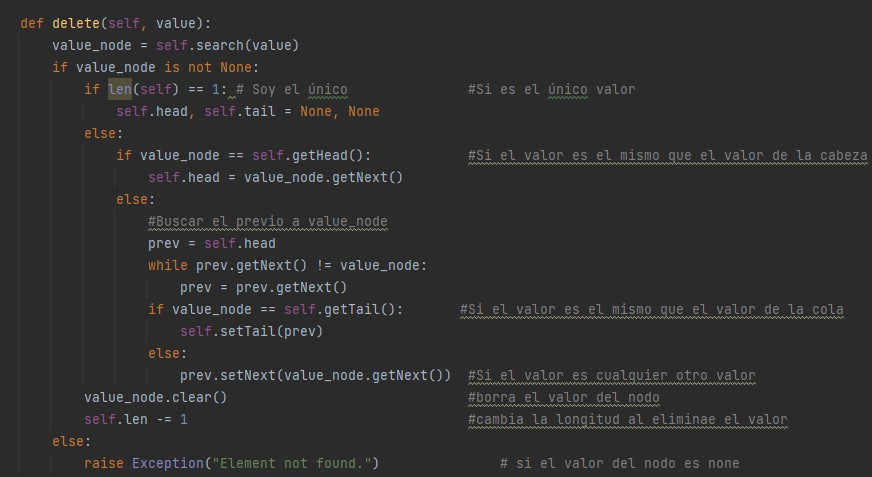 def delete(self, value):
    value_node = self.search(value)
    if value_node is not None:
        if len(self) == 1: # Soy el único               #Si es el único valor
            self.head, self.tail = None, None
        else:
            if value_node == self.getHead():            #Si el valor es el mismo que el valor de la cabeza
                self.head = value_node.getNext()
            else:
                #Buscar el previo a value_node
                prev = self.head
                while prev.getNext() != value_node:
                    prev = prev.getNext()
                if value_node == self.getTail():       #Si el valor es el mismo que el valor de la cola
                    self.setTail(prev)
                else:
                    prev.setNext(value_node.getNext())  #Si el valor es cualquier otro valor
        value_node.clear()                              #borra el valor del nodo
        self.len -= 1                                   #cambia la longitud al eliminae el valor
    else:
        raise Exception("Element not found.")               # si el valor del nodo es none